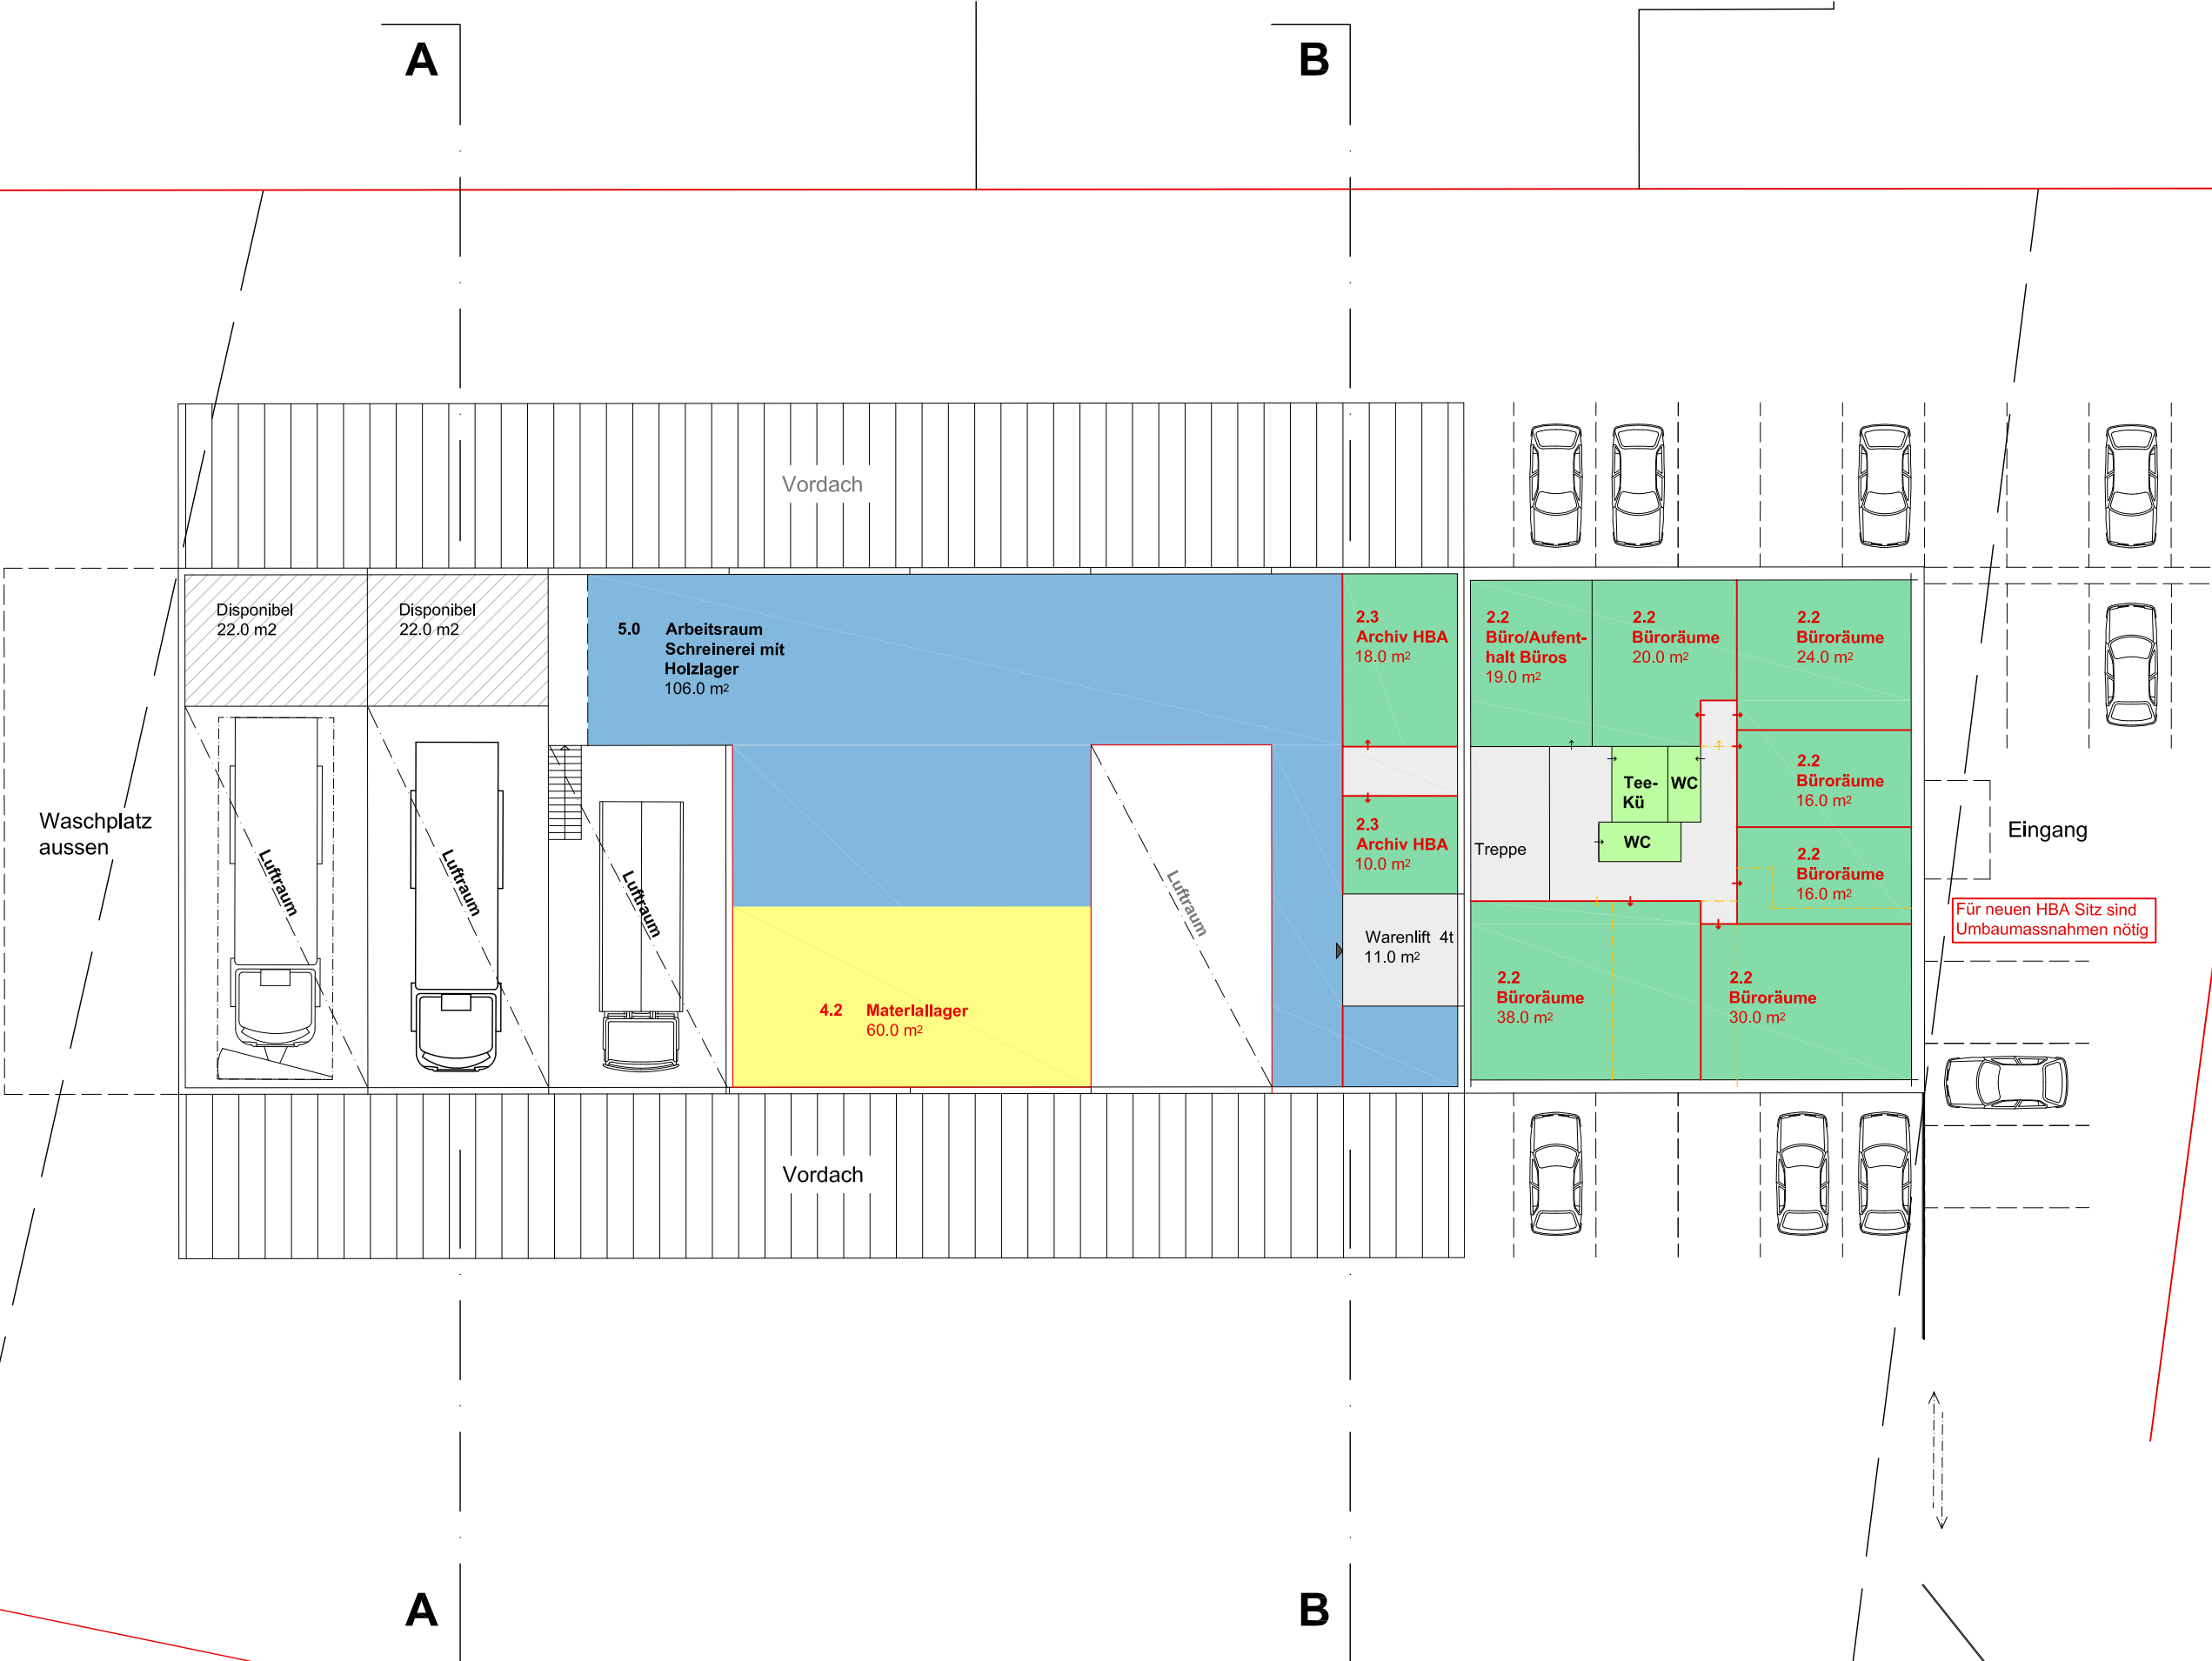 A
B
Vordach
Disponibel
22.0 m2
Disponibel
22.0 m2
5.0 Arbeitsraum
Schreinerei mit
Holzlager
106.0 m²
2.3
Archiv HBA
18.0 m²
2.2
Büro/Aufent-
halt Büros
19.0 m²
2.2
Büroräume
20.0 m²
2.2
Büroräume
24.0 m²
Waschplatz
aussen
Luftraum
Luftraum
Luftraum
Luftraum
2.3
Archiv HBA
10.0 m²
Treppe
Tee-
Kü
WC
WC
2.2
Büroräume
16.0 m²
2.2
Büroräume
16.0 m²
Eingang
Für neuen HBA Sitz sind
Umbaumassnahmen nötig
Warenlift 4t
11.0 m²
4.2 Materlallager
60.0 m²
2.2
Büroräume
38.0 m²
2.2
Büroräume
30.0 m²
Vordach
A
B